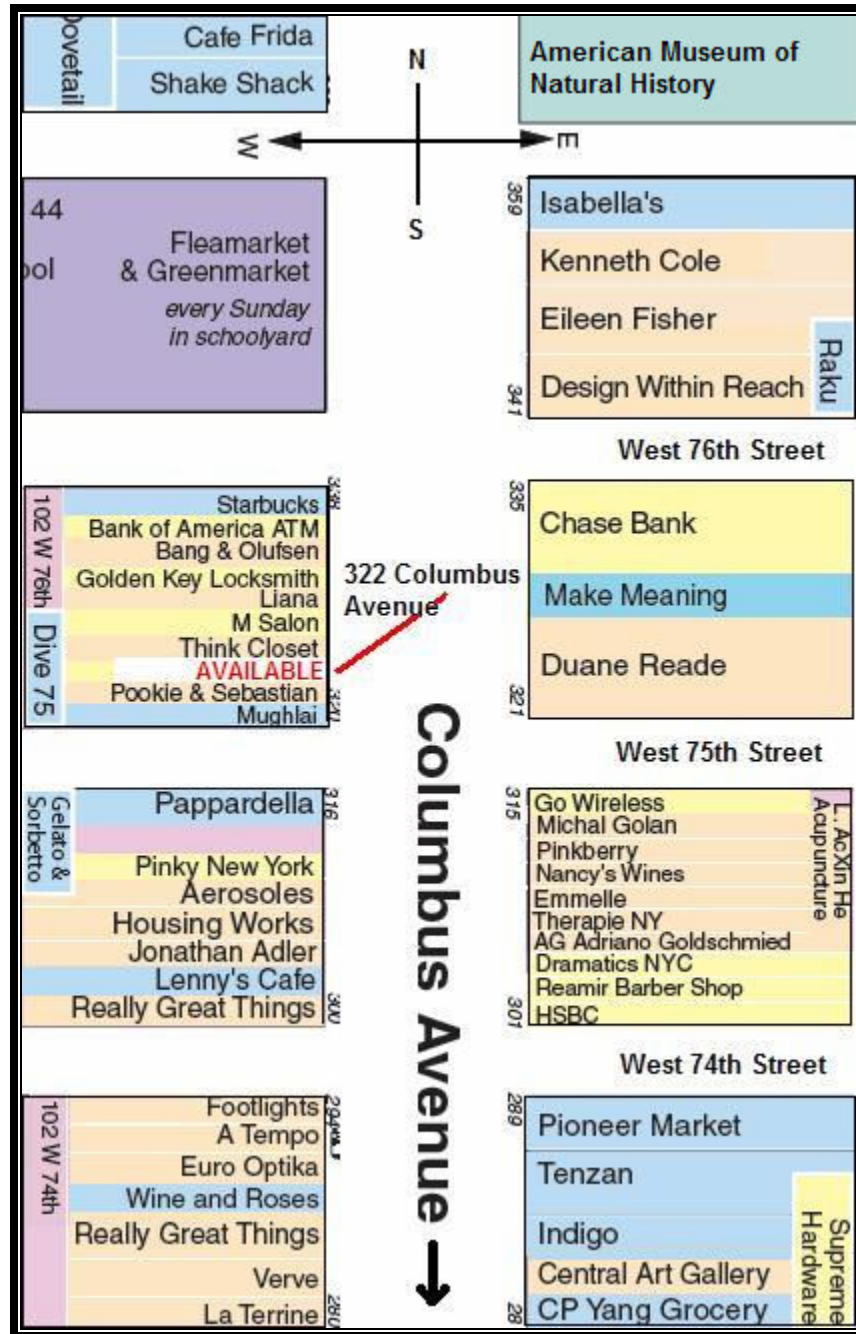 Dovetail
Cafe Frida
Shake Shack
N
W
E
S
American Museum of
Natural History
44
Fleamarket
& Greenmarket
every Sunday
in schoolyard
359
Isabella's
Kenneth Cole
Eileen Fisher
Design Within Reach
Raku
341
West 76th Street
102 W 76th
Dive 75
338
Starbucks
Bank of America ATM
Bang & Olufsen
Golden Key Locksmith
Liana
M Salon
Think Closet
AVAILABLE
Pookie & Sebastian
Mughlai
320
322 Columbus
Avenue
335
Chase Bank
Make Meaning
Duane Reade
321
West 75th Street
Columbus Avenue
Gelato &
Sorbetto
316
Pappardella
Pinky New York
Aerosoles
Housing Works
Jonathan Adler
Lenny's Cafe
Really Great Things
300
315
Go Wireless
Michal Golan
Pinkberry
Nancy's Wines
Emmelle
Therapie NY
AG Adriano Goldschmied
Dramatics NYC
Reamir Barber Shop
HSBC
L. AcXin He
Acupuncture
301
West 74th Street
102 W 74th
294
Footlights
A Tempo
Euro Optika
Wine and Roses
Really Great Things
Verve
La Terrine
280
289
Pioneer Market
Tenzan
Indigo
Central Art Gallery
CP Yang Grocery
Supreme
Hardware
28